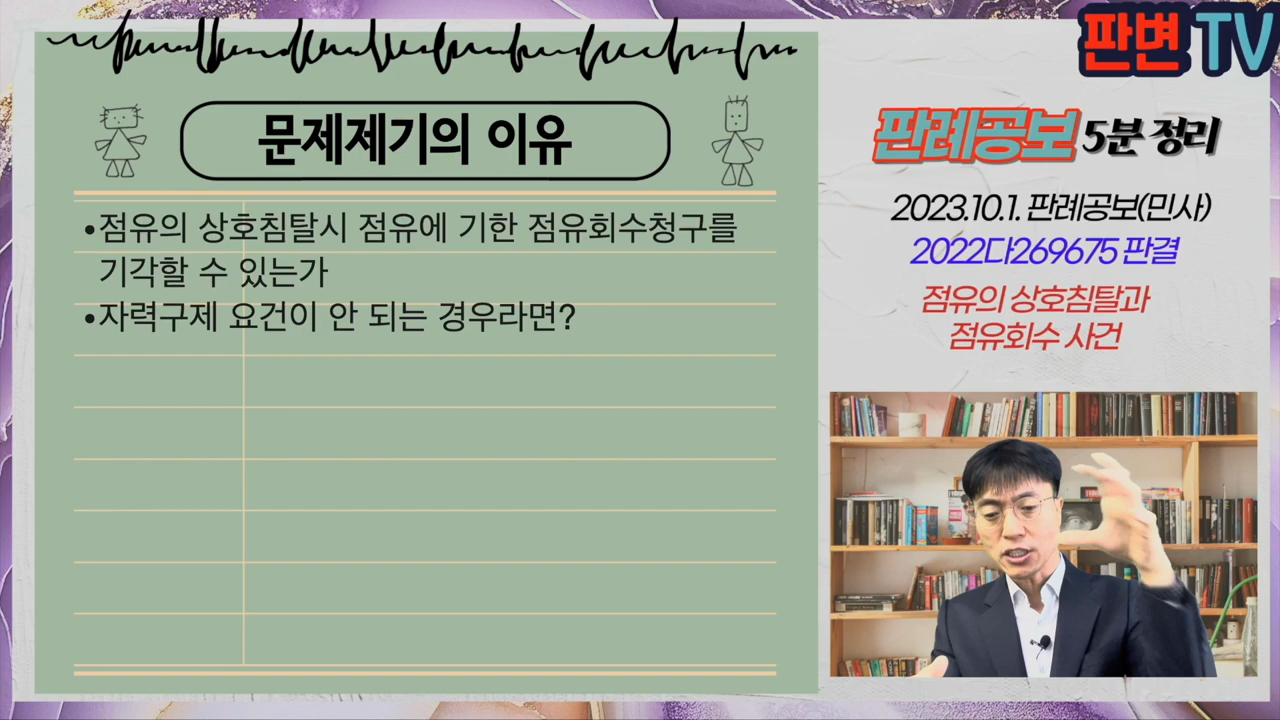 판변 TV
문제제기의 이유
•점유의 상호침탈시 점유에 기한 점유회수청구를
기각할 수 있는가
•자력구제 요건이 안 되는 경우라면?
판례공보 5분 정리
2023.10.1. 판례공보(민사)
2022다269675 판결
점유의 상호침탈과
점유회수 사건